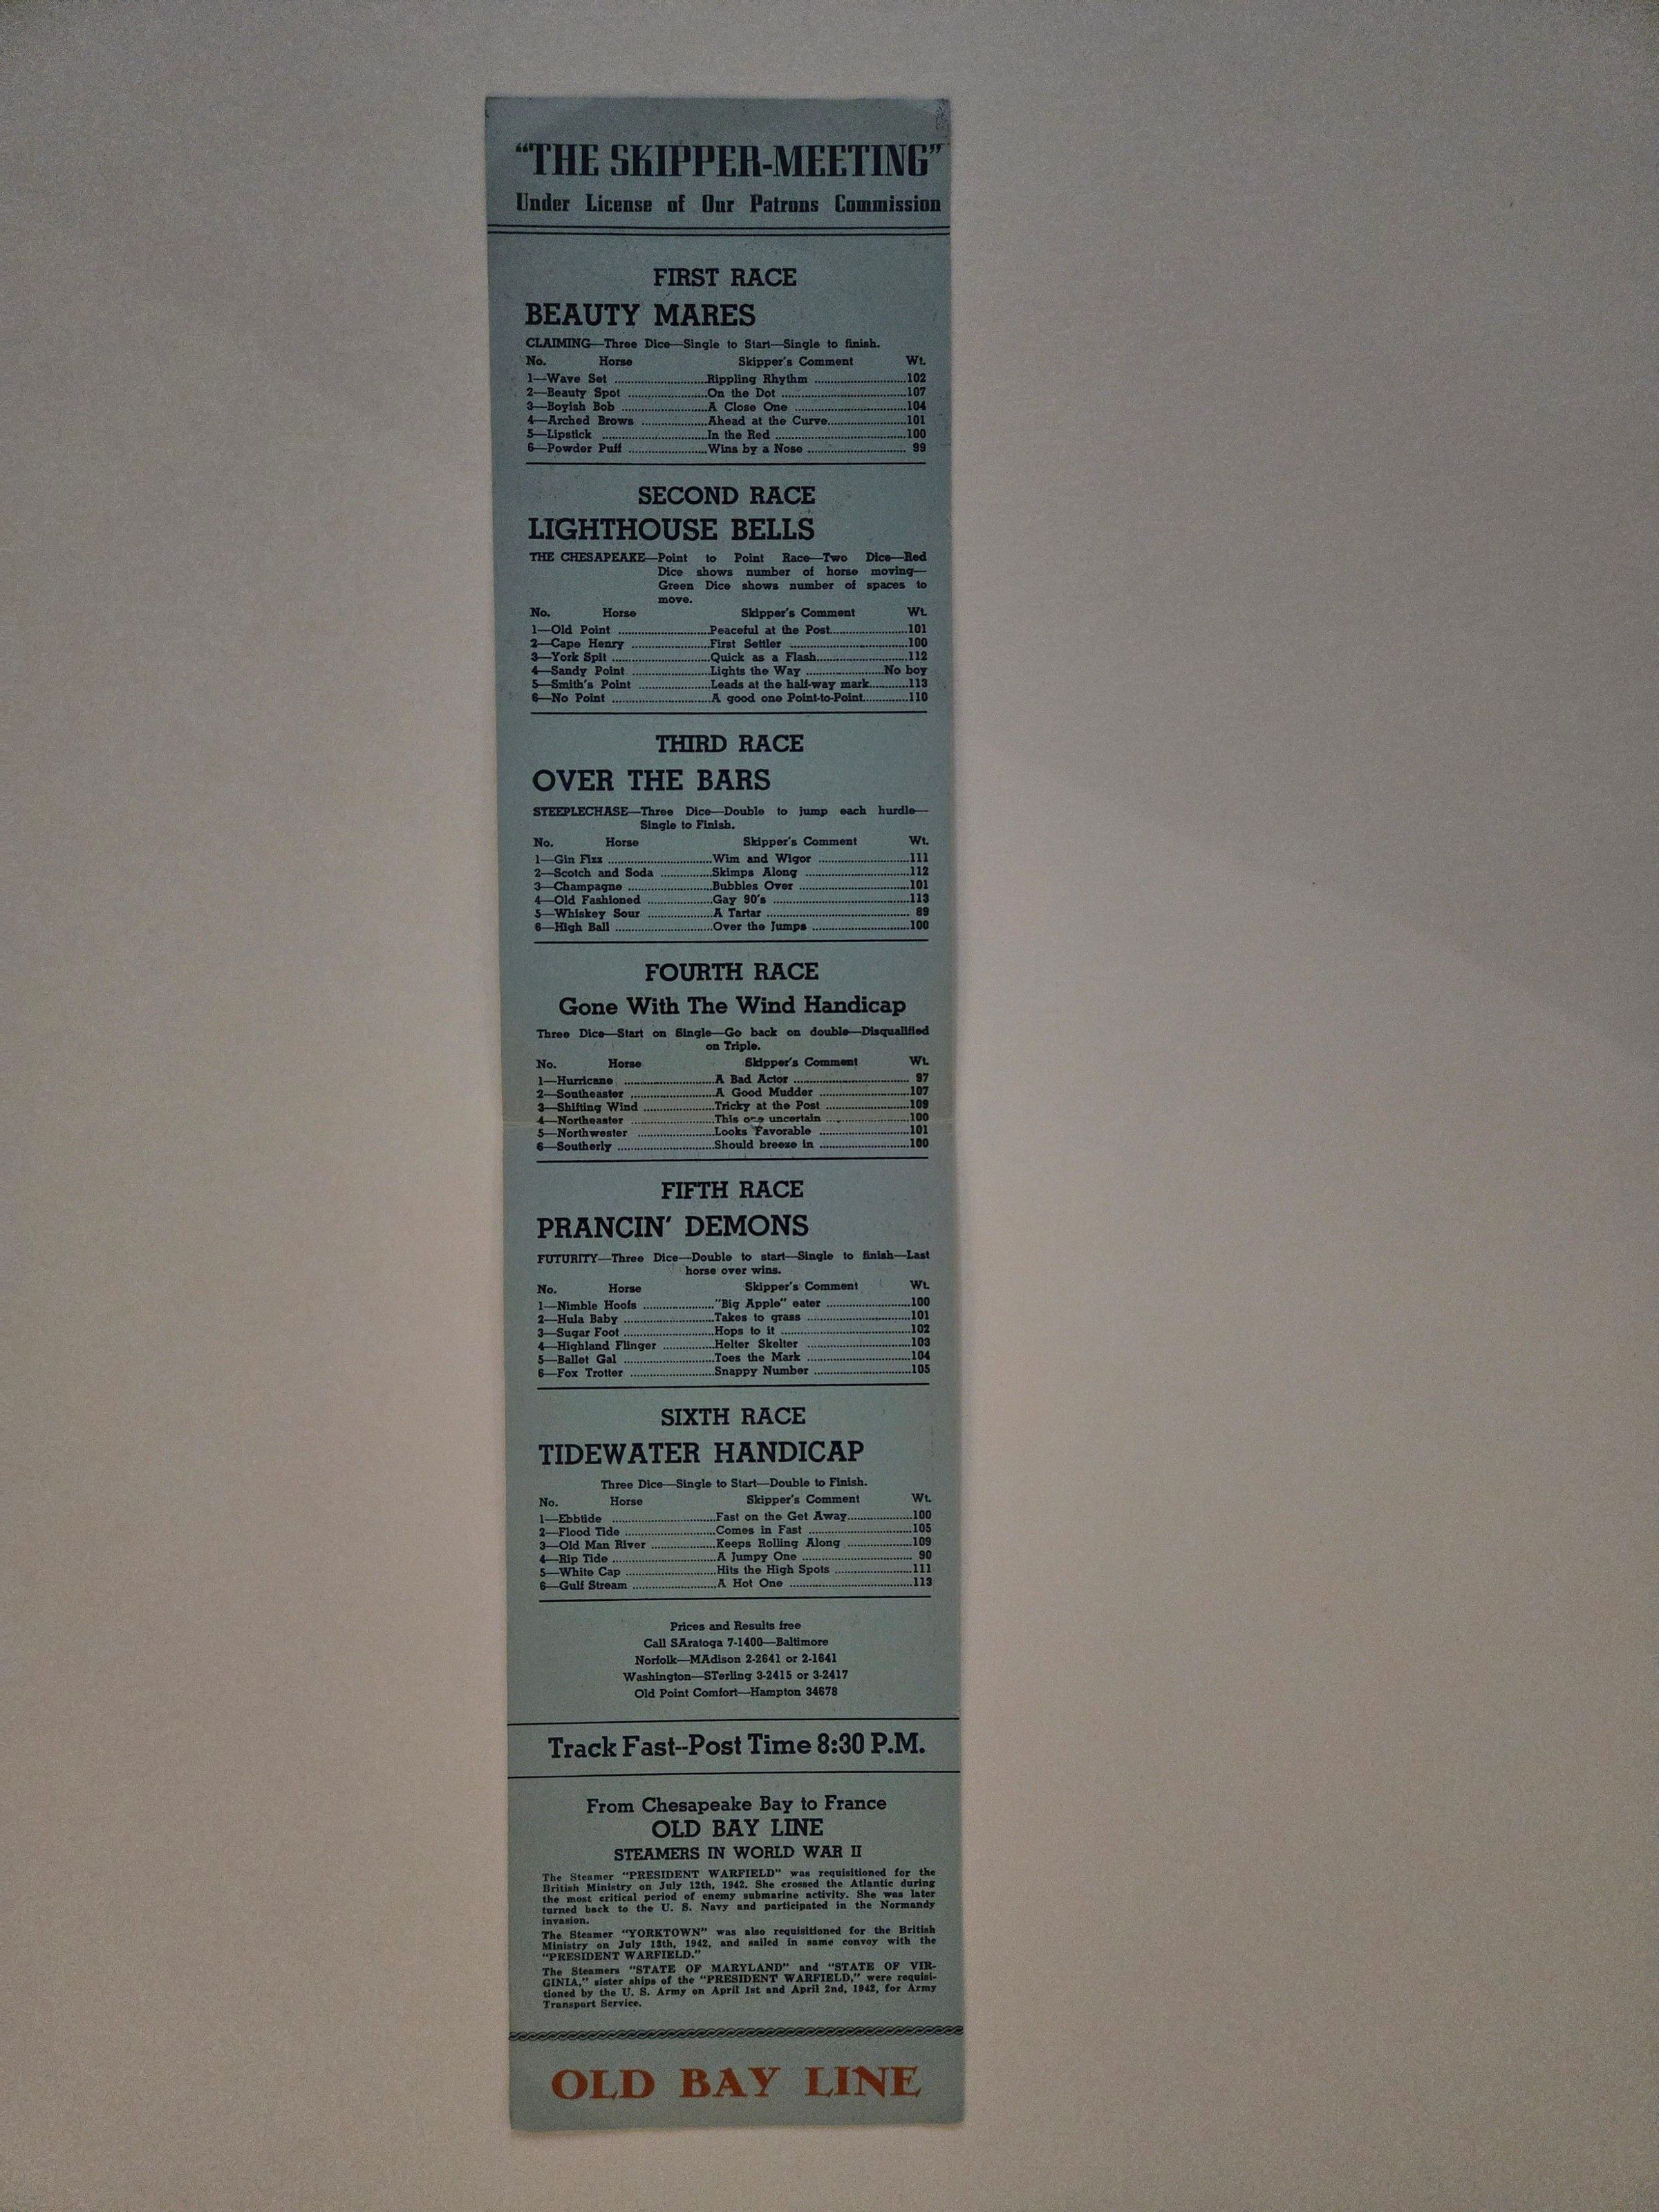 "THE SKIPPER-MEETING"
Under License of Our Patrons Commission
FIRST RACE
BEAUTY MARES
CLAIMING—Three Dice—Single to Start—Single to finish.
No. Horse Skipper's Comment Wt.
1—Wave Set ............................Rippling Rhythm ............................102
2—Beauty Spot ........................On the Dot ......................................107
3—Boyish Bob ..........................A Close One ..................................104
4—Arched Brows ....................Ahead at the Curve........................101
5—Lipstick ................................In the Red ........................................100
6—Powder Puff ........................Wins by a Nose .............................. 99
SECOND RACE
LIGHTHOUSE BELLS
THE CHESAPEAKE—Point to Point Race—Two Dice—Red
Dice shows number of horse moving—
Green Dice shows number of spaces to
move.
No. Horse Skipper's Comment Wt.
1—Old Point ............................Peaceful at the Post.......................101
2—Cape Henry ........................First Settler ....................................100
3—York Spit ..............................Quick as a Flash...........................112
4—Sandy Point ........................Lights the Way ........................No boy
5—Smith's Point ......................Leads at the half-way mark............113
6—No Point ..............................A good one Point-to-Point..............110
THIRD RACE
OVER THE BARS
STEEPLECHASE—Three Dice—Double to jump each hurdle—
Single to Finish.
No. Horse Skipper's Comment Wt.
1—Gin Fizz ................................Wim and Wigor ............................111
2—Scotch and Soda ................Skimps Along ................................112
3—Champagne ..........................Bubbles Over ..................................101
4—Old Fashioned ....................Gay 90's ..........................................113
5—Whiskey Sour ....................A Tartar ............................................ 89
6—High Ball ..............................Over the Jumps ..............................100
FOURTH RACE
Gone With The Wind Handicap
Three Dice—Start on Single—Go back on double—Disqualified
on Triple.
No. Horse Skipper's Comment Wt.
1—Hurricane ............................A Bad Actor .................................... 97
2—Southeaster ..........................A Good Mudder ............................107
3—Shifting Wind ......................Tricky at the Post ..........................109
4—Northeaster ..........................This one uncertain ..........................100
5—Northwester ........................Looks Favorable ............................101
6—Southerly ..............................Should breeze in ............................100
FIFTH RACE
PRANCIN' DEMONS
FUTURITY—Three Dice—Double to start—Single to finish—Last
horse over wins.
No. Horse Skipper's Comment Wt.
1—Nimble Hoofs ......................"Big Apple" eater ..........................100
2—Hula Baby ............................Takes to grass ................................101
3—Sugar Foot ............................Hops to it ........................................102
4—Highland Flinger ................Helter Skelter ................................103
5—Ballet Gal ............................Toes the Mark ................................104
6—Fox Trotter ..........................Snappy Number ..............................105
SIXTH RACE
TIDEWATER HANDICAP
Three Dice—Single to Start—Double to Finish.
No. Horse Skipper's Comment Wt.
1—Ebbtide ................................Fast on the Get Away....................100
2—Flood Tide ............................Comes in Fast ................................105
3—Old Man River ....................Keeps Rolling Along ....................109
4—Rip Tide ................................A Jumpy One .................................. 90
5—White Cap ............................Hits the High Spots ........................111
6—Gulf Stream ..........................A Hot One ......................................113
Prices and Results free
Call SAratoga 7-1400—Baltimore
Norfolk—MAdison 2-2641 or 2-1641
Washington—STerling 3-2415 or 3-2417
Old Point Comfort—Hampton 34678
Track Fast--Post Time 8:30 P.M.
From Chesapeake Bay to France
OLD BAY LINE
STEAMERS IN WORLD WAR II
The Steamer "PRESIDENT WARFIELD" was requisitioned for the
British Ministry on July 12th, 1942. She crossed the Atlantic during
the most critical period of enemy submarine activity. She was later
turned back to the U. S. Navy and participated in the Normandy
invasion.
The Steamer "YORKTOWN" was also requisitioned for the British
Ministry on July 13th, 1942, and sailed in same convoy with the
"PRESIDENT WARFIELD."
The Steamers "STATE OF MARYLAND" and "STATE OF VIR-
GINIA," sister ships of the "PRESIDENT WARFIELD," were requisi-
tioned by the U. S. Army on April 1st and April 2nd, 1942, for Army
Transport Service.
OLD BAY LINE